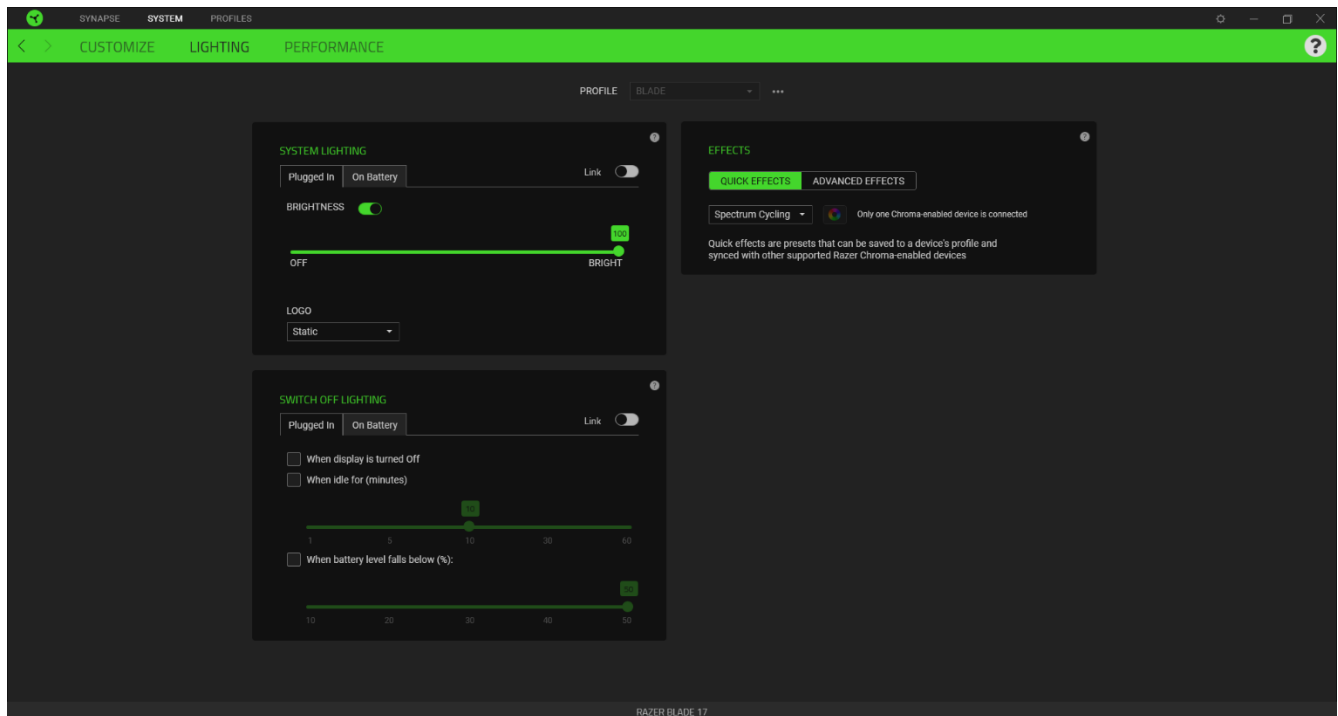 SYNAPSE SYSTEM PROFILES
CUSTOMIZE LIGHTING PERFORMANCE ?
PROFILE BLADE •••
SYSTEM LIGHTING ?
Plugged In On Battery Link
BRIGHTNESS
100
OFF BRIGHT
LOGO
Static
SWITCH OFF LIGHTING ?
Plugged In On Battery Link
When display is turned Off
When idle for (minutes)
10
1 5 10 30 60
When battery level falls below (%):
50
10 20 30 40 50
EFFECTS ?
QUICK EFFECTS ADVANCED EFFECTS
Spectrum Cycling Only one Chroma-enabled device is connected
Quick effects are presets that can be saved to a device's profile and
synced with other supported Razer Chroma-enabled devices
RAZER BLADE 17